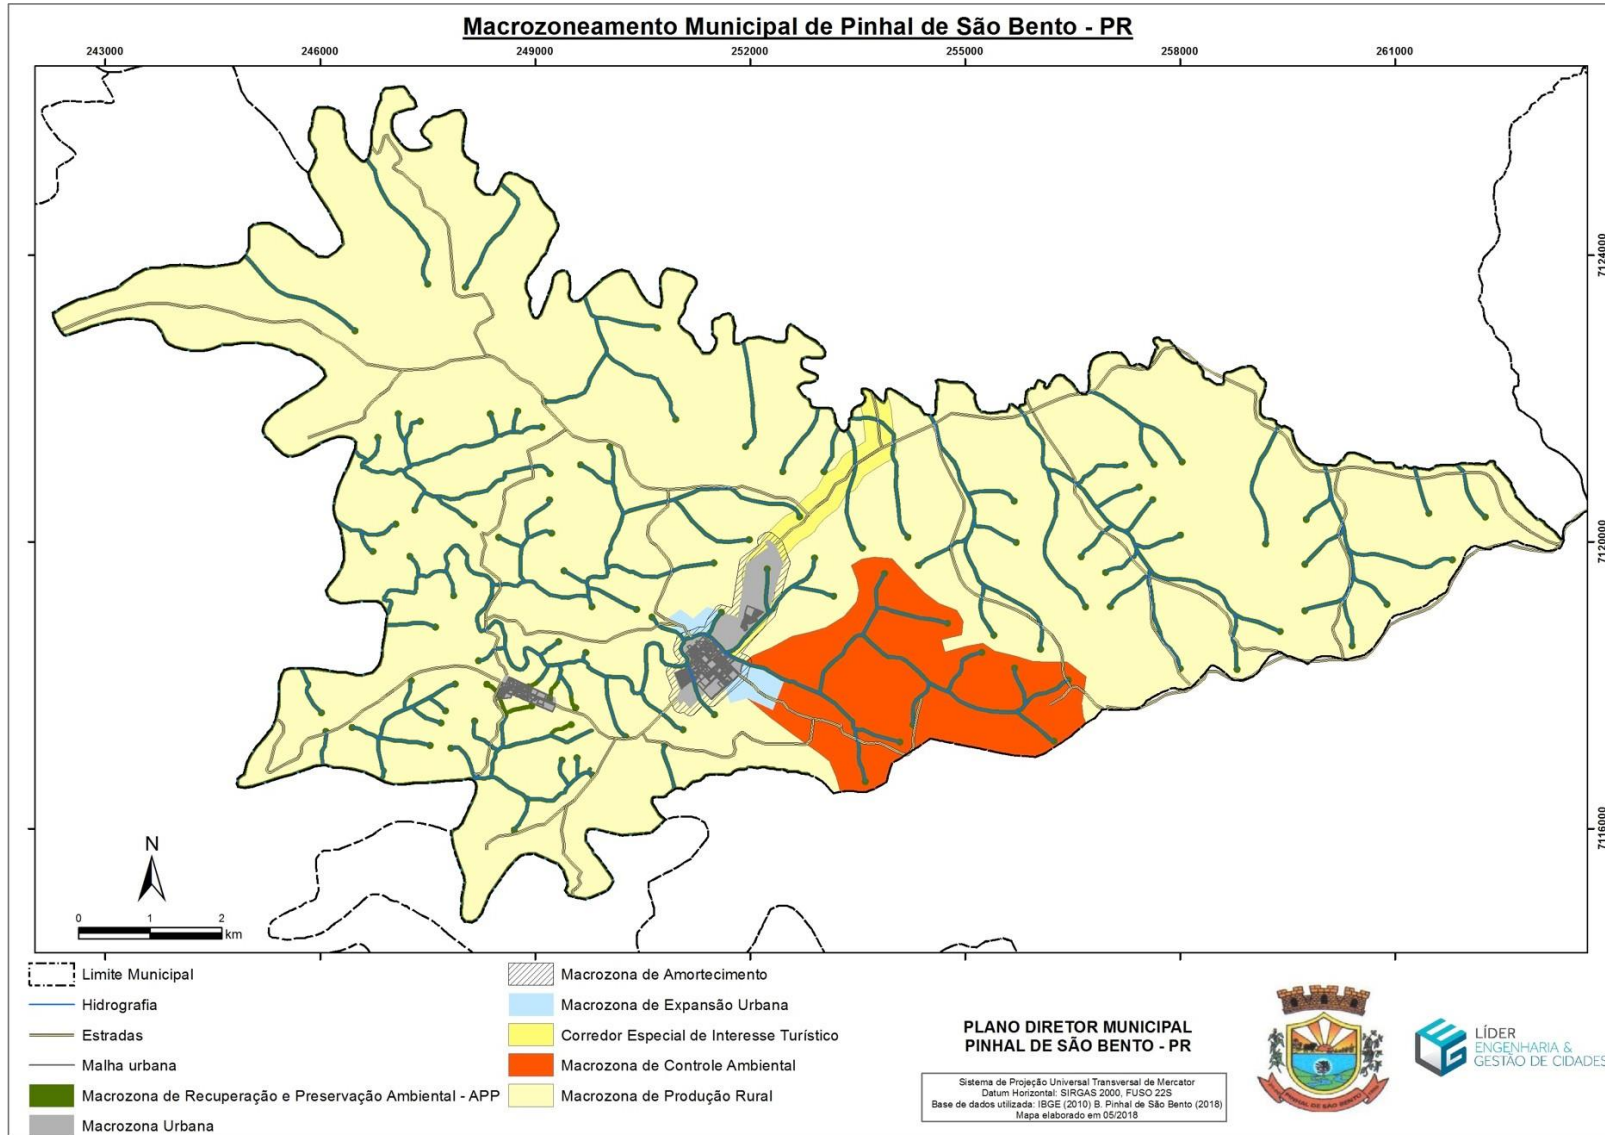 Macrozoneamento Municipal de Pinhal de São Bento - PR
243000 246000 249000 252000 255000 258000 261000
7124000
7120000
7116000
N
0 1 2
km
Limite Municipal
Hidrografia
Estradas
Malha urbana
Macrozona de Recuperação e Preservação Ambiental - APP
Macrozona Urbana
Macrozona de Amortecimento
Macrozona de Expansão Urbana
Corredor Especial de Interesse Turístico
Macrozona de Controle Ambiental
Macrozona de Produção Rural
PLANO DIRETOR MUNICIPAL
PINHAL DE SÃO BENTO - PR
Sistema de Projeção Universal Transversal de Mercator
Datum Horizontal: SIRGAS 2000, FUSO 22S
Base de dados utilizada: IBGE (2010) B. Pinhal de São Bento (2018)
Mapa elaborado em 05/2018
PINHAL DE SÃO BENTO
LÍDER
ENGENHARIA &
GESTÃO DE CIDADES